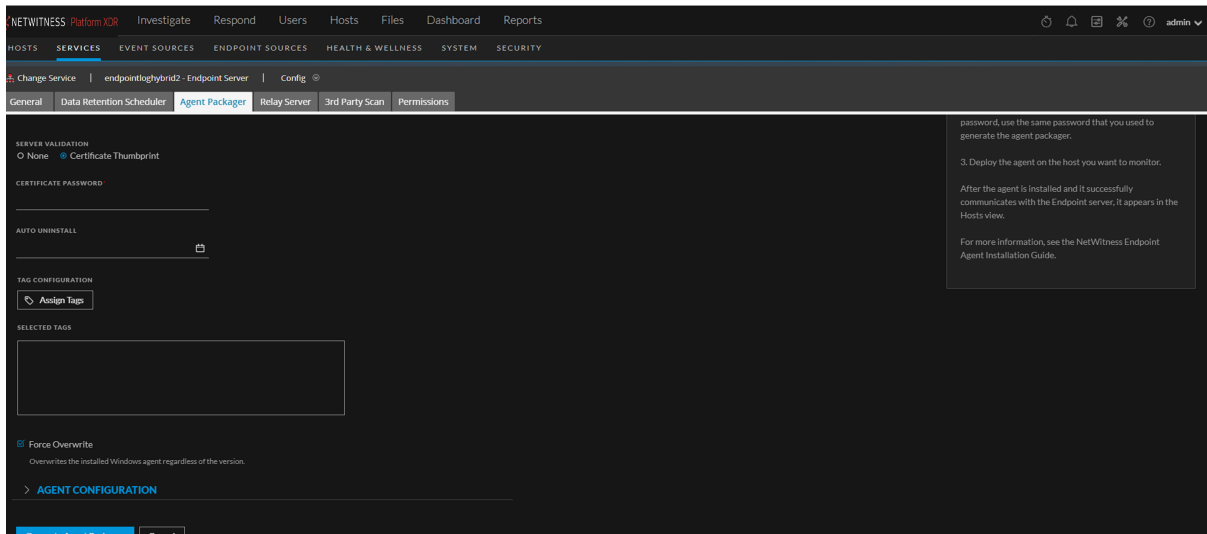 NETWITNESS Platform XDR Investigate Respond Users Hosts Files Dashboard Reports admin
HOSTS SERVICES EVENT SOURCES ENDPOINT SOURCES HEALTH & WELLNESS SYSTEM SECURITY
Change Service | endpointloghybrid2 - Endpoint Server | Config
General Data Retention Scheduler Agent Packager Relay Server 3rd Party Scan Permissions
SERVER VALIDATION
None Certificate Thumbprint
CERTIFICATE PASSWORD*
AUTO UNINSTALL
TAG CONFIGURATION
Assign Tags
SELECTED TAGS
Force Overwrite
Overwrites the installed Windows agent regardless of the version.
> AGENT CONFIGURATION
password, use the same password that you used to
generate the agent packager.
3. Deploy the agent on the host you want to monitor.
After the agent is installed and it successfully
communicates with the Endpoint server, it appears in the
Hosts view.
For more information, see the NetWitness Endpoint
Agent Installation Guide.